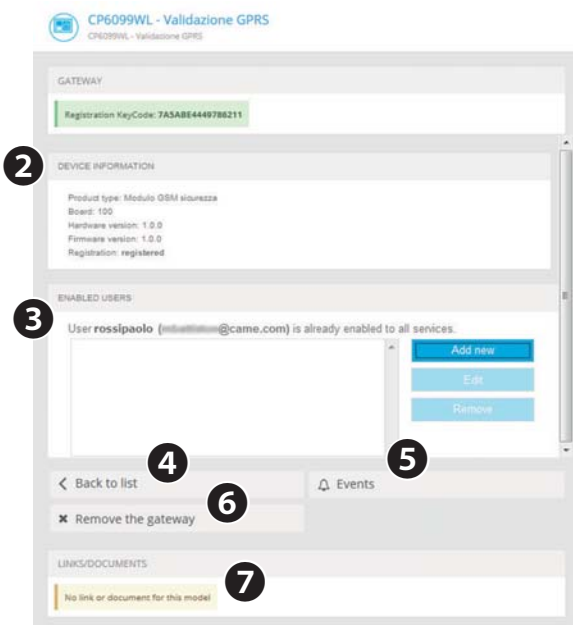 CP6099WL - Validazione GPRS
CP6099WL - Validazione GPRS
GATEWAY
Registration KeyCode: 7A5ABE4449786211
2
DEVICE INFORMATION
Product type: Modulo GSM sicurezza
Board: 100
Hardware version: 1.0.0
Firmware version: 1.0.0
Registration: registered
3
ENABLED USERS
User rossipaolo (@came.com) is already enabled to all services.
Add new
Edit
Remove
4
5
Back to list
Events
6
Remove the gateway
LINKS/DOCUMENTS
7
No link or document for this model